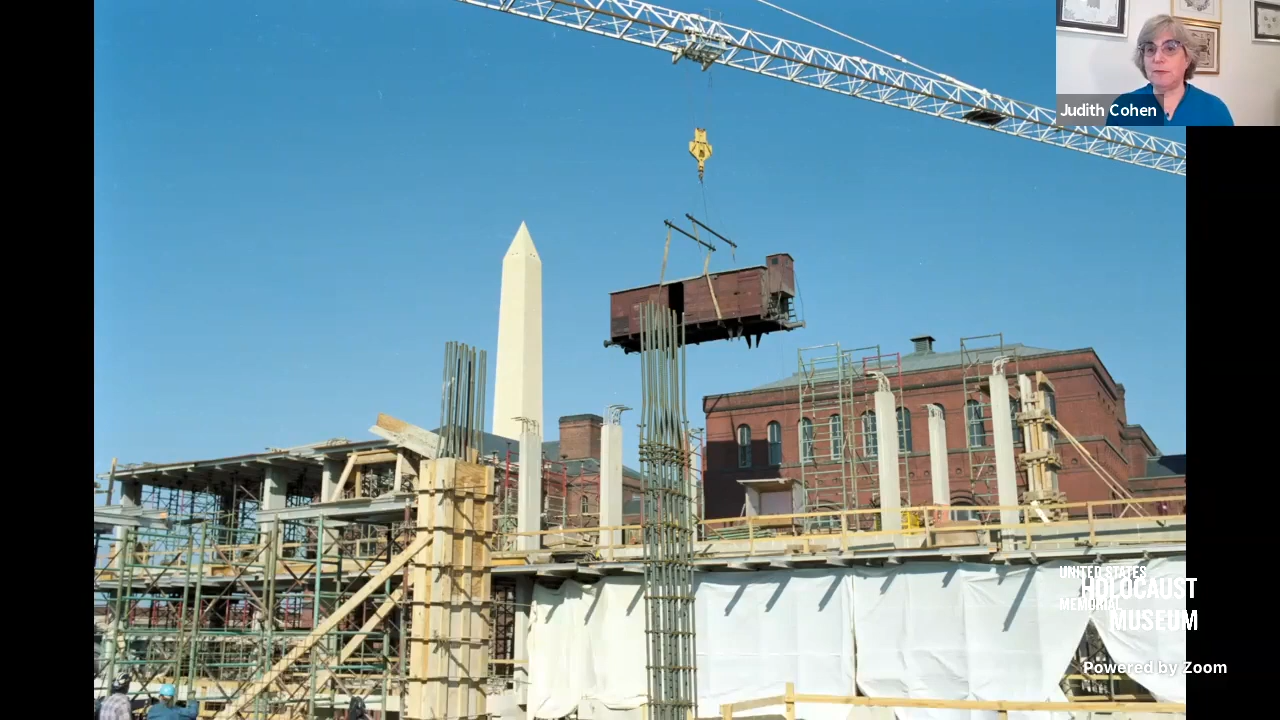 Judith Cohen
UNITED STATES
HOLOCAUST
MEMORIAL
MUSEUM
Powered by Zoom